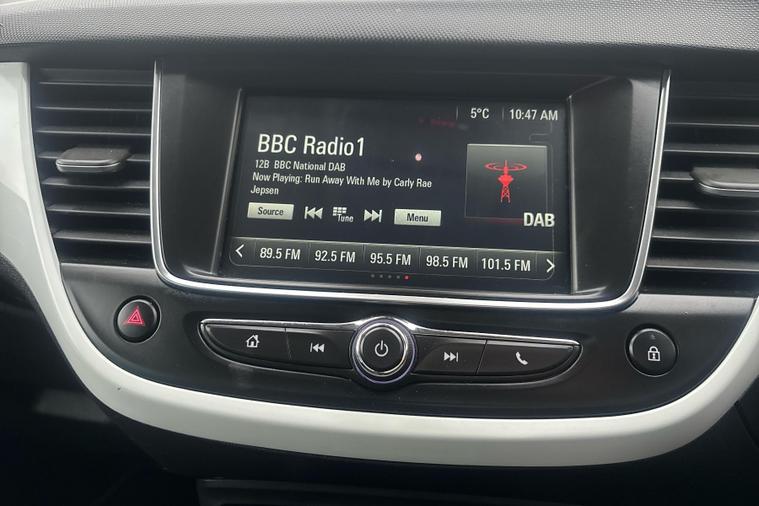 5°C 10:47 AM
BBC Radio1
12B BBC National DAB
Now Playing: Run Away With Me by Carly Rae
Jepsen
Source Tune Menu
DAB
89.5 FM 92.5 FM 95.5 FM 98.5 FM 101.5 FM